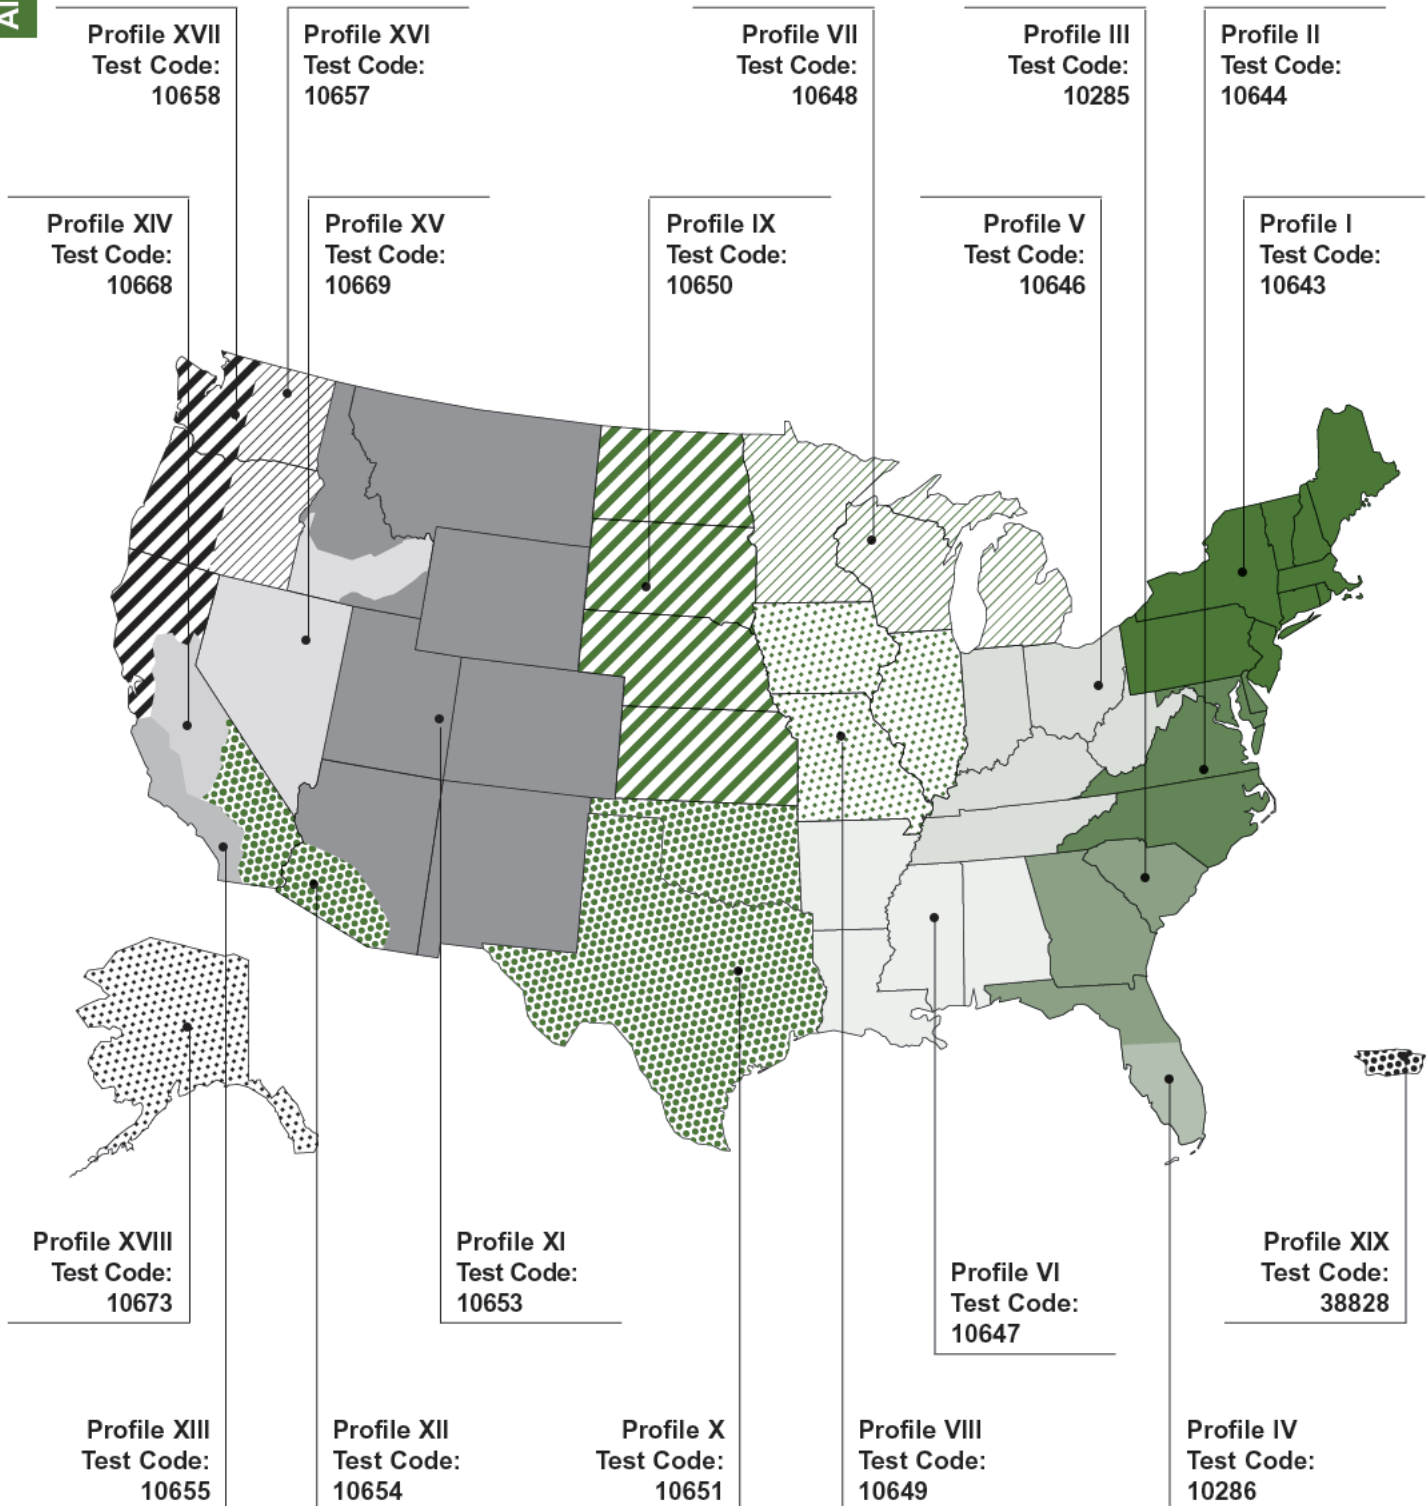 Profile XVII
Test Code:
10658
Profile XVI
Test Code:
10657
Profile VII
Test Code:
10648
Profile III
Test Code:
10285
Profile II
Test Code:
10644
Profile XIV
Test Code:
10668
Profile XV
Test Code:
10669
Profile IX
Test Code:
10650
Profile V
Test Code:
10646
Profile I
Test Code:
10643
Profile XVIII
Test Code:
10673
Profile XI
Test Code:
10653
Profile VI
Test Code:
10647
Profile XIX
Test Code:
38828
Profile XIII
Test Code:
10655
Profile XII
Test Code:
10654
Profile X
Test Code:
10651
Profile VIII
Test Code:
10649
Profile IV
Test Code:
10286